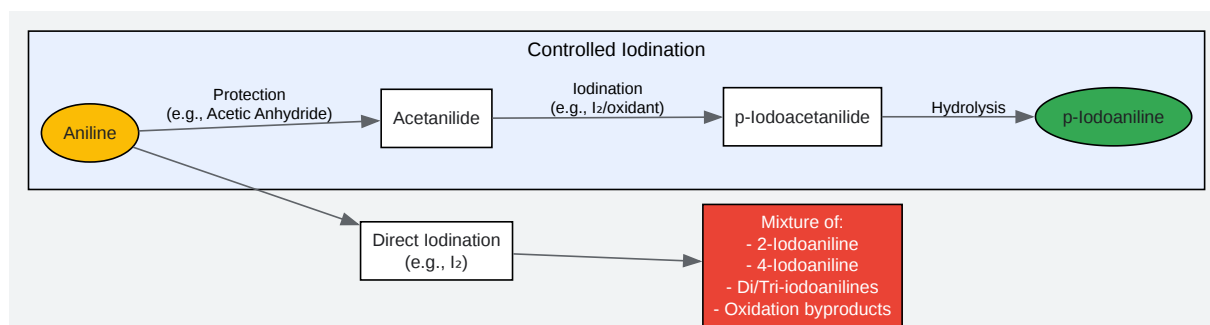 Controlled Iodination
Protection
(e.g., Acetic Anhydride)
Iodination
(e.g., I₂/oxidant)
Hydrolysis
Aniline
Acetanilide
p-Iodoacetanilide
p-Iodoaniline
Direct Iodination
(e.g., I₂)
Mixture of:
- 2-Iodoaniline
- 4-Iodoaniline
- Di/Tri-iodoanilines
- Oxidation byproducts